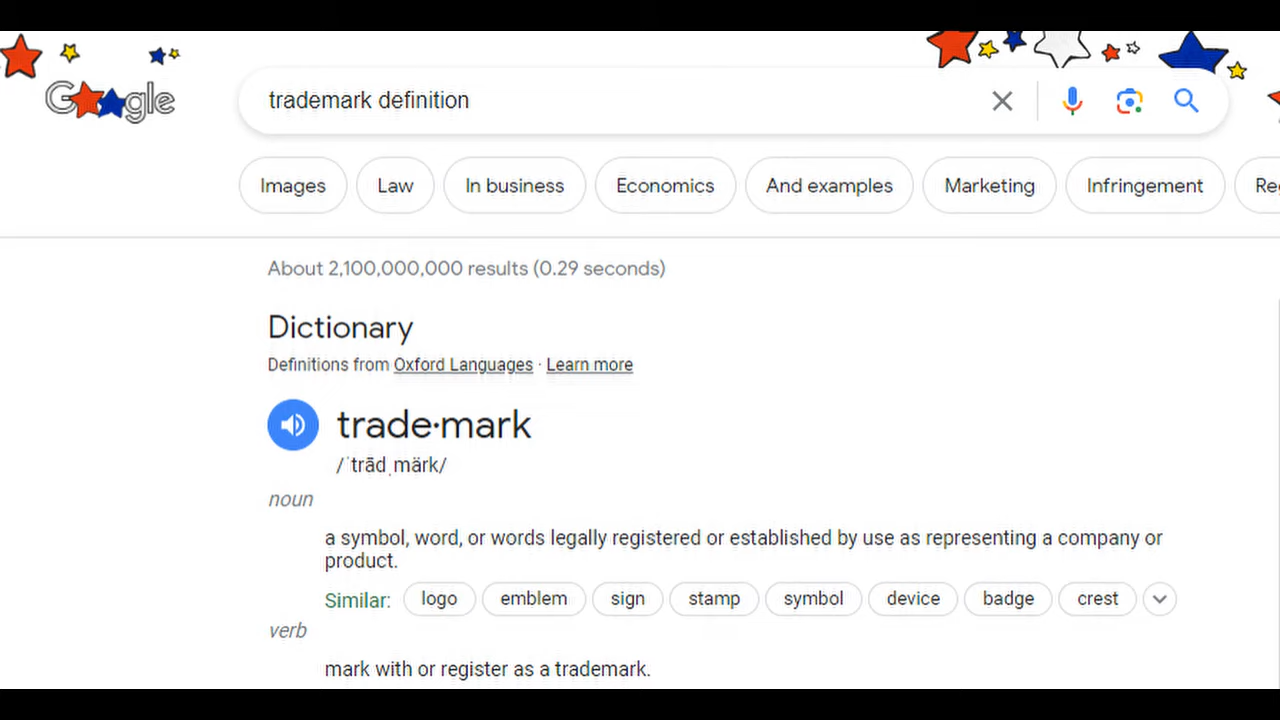 Google
trademark definition
Images
Law
In business
Economics
And examples
Marketing
Infringement
About 2,100,000,000 results (0.29 seconds)
Dictionary
Definitions from Oxford Languages · Learn more
trade·mark
/ˈtrādˌmärk/
noun
a symbol, word, or words legally registered or established by use as representing a company or
product.
Similar: logo emblem sign stamp symbol device badge crest
verb
mark with or register as a trademark.